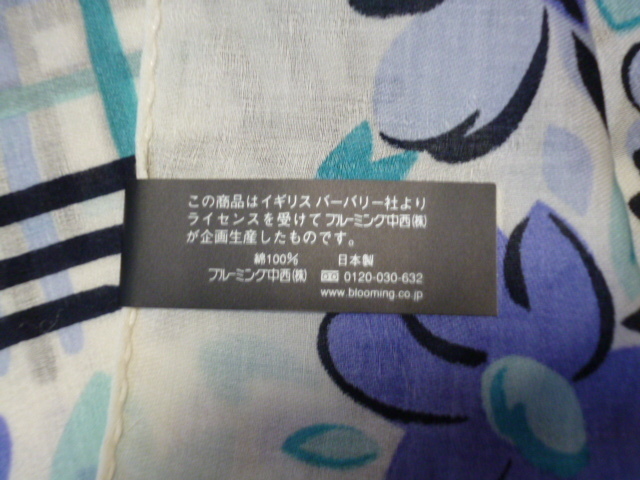 この商品はイギリス バーバリー社より
ライセンスを受けてブルーミング中西(株)
が企画生産したものです。
綿100% 日本製
ブルーミング中西(株) 0120-030-632
www.blooming.co.jp